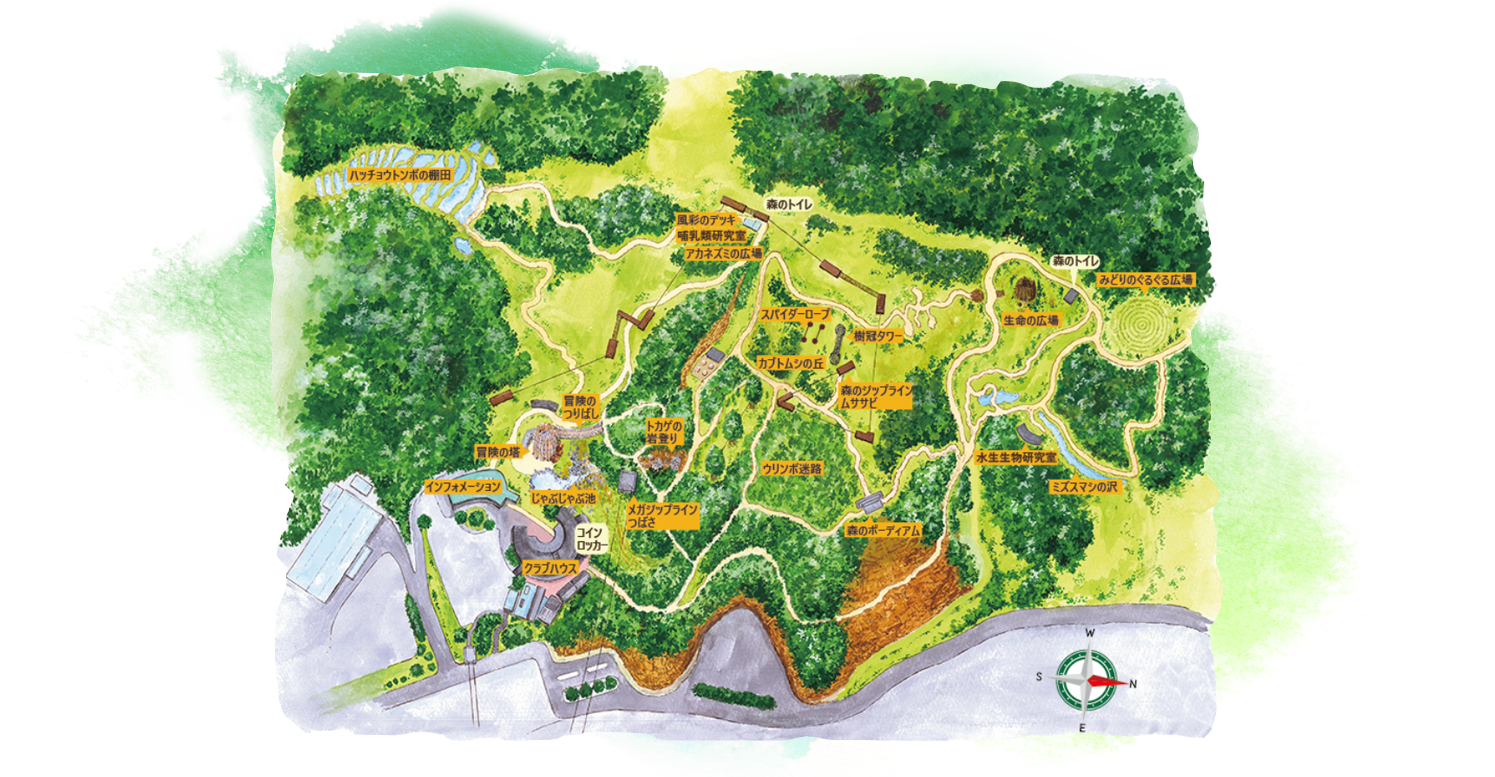 ハッチョウトンボの棚田
森のトイレ
風彩のデッキ
哺乳類研究室
アカネズミの広場
森のトイレ
みどりのぐるぐる広場
生命の広場
スパイダーロープ
樹冠タワー
カブトムシの丘
森のジップライン
ムササビ
冒険の
つりばし
トカゲの
岩登り
冒険の塔
ウリンボ迷路
水生生物研究室
インフォメーション
じゃぶじゃぶ池
ミズスマシの沢
メガジップライン
つばさ
森のポーディアム
コイン
ロッカー
クラブハウス
W
S
N
E